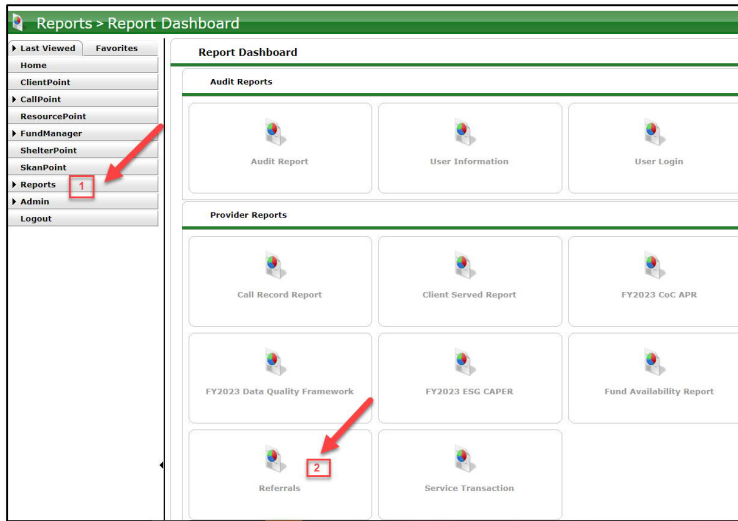 Reports > Report Dashboard
Last Viewed Favorites
Home
ClientPoint
CallPoint
ResourcePoint
FundManager
ShelterPoint
SkanPoint
Reports
1
Admin
Logout
Report Dashboard
Audit Reports
Audit Report
User Information
User Login
Provider Reports
Call Record Report
Client Served Report
FY2023 CoC APR
FY2023 Data Quality Framework
FY2023 ESG CAPER
Fund Availability Report
2
Referrals
Service Transaction